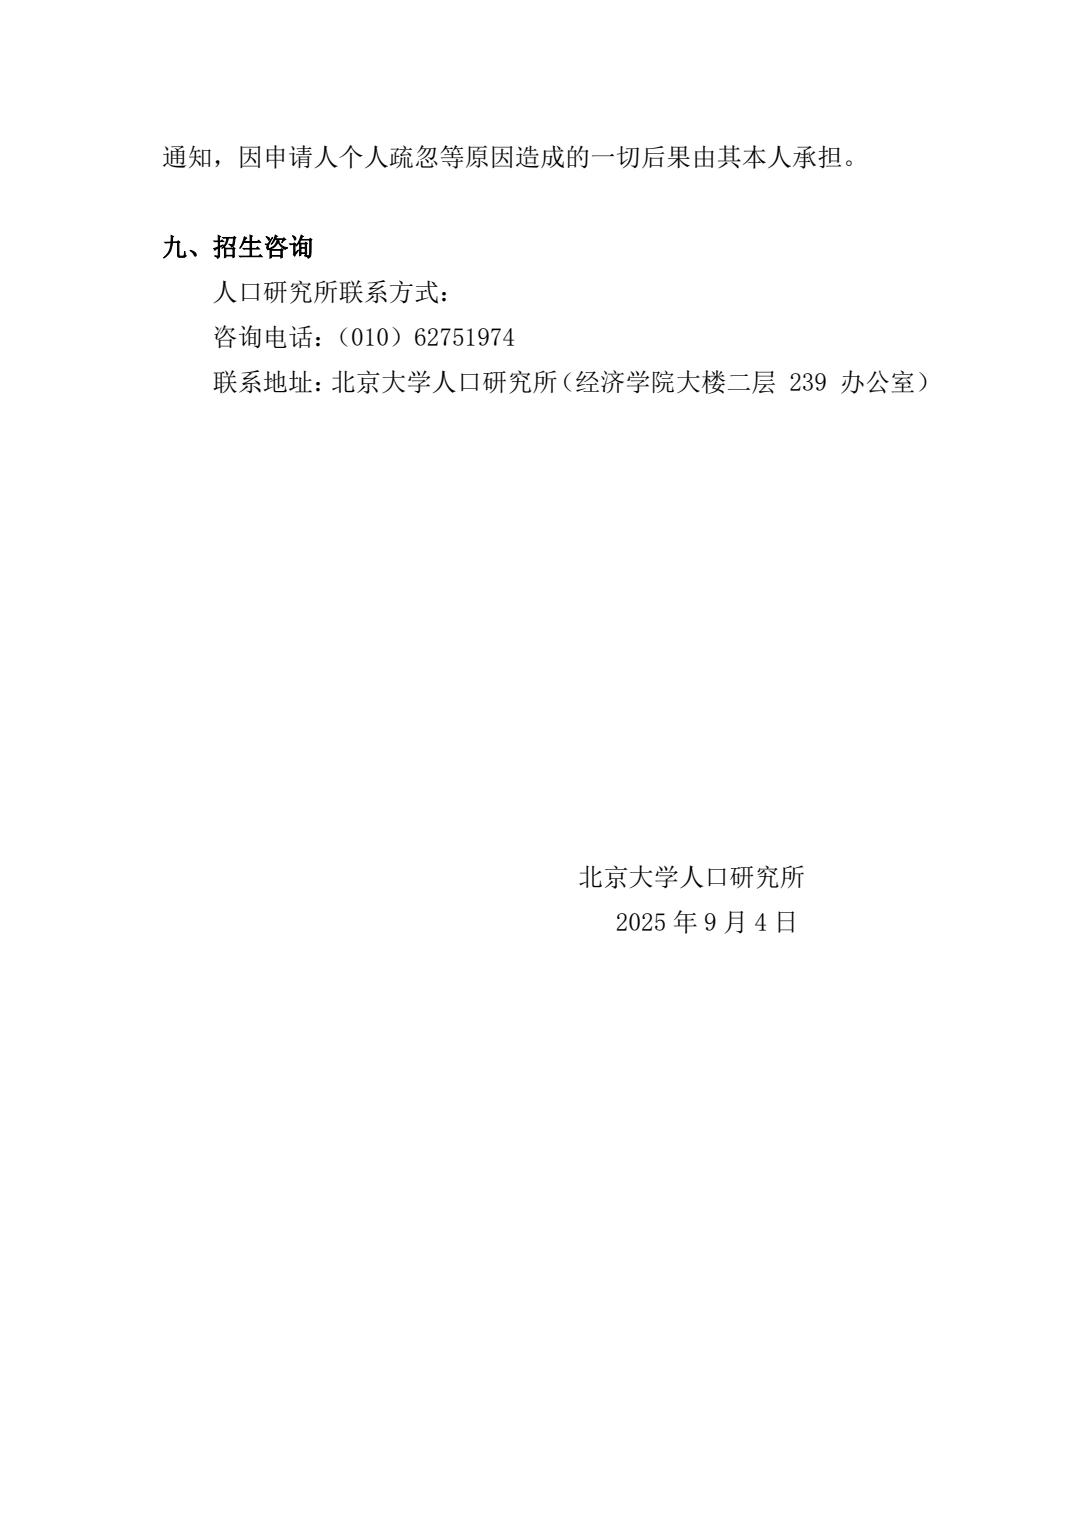 通知，因申请人个人疏忽等原因造成的一切后果由其本人承担。
九、招生咨询
人口研究所联系方式：
咨询电话：（010）62751974
联系地址：北京大学人口研究所（经济学院大楼二层 239 办公室）
北京大学人口研究所
2025 年 9 月 4 日